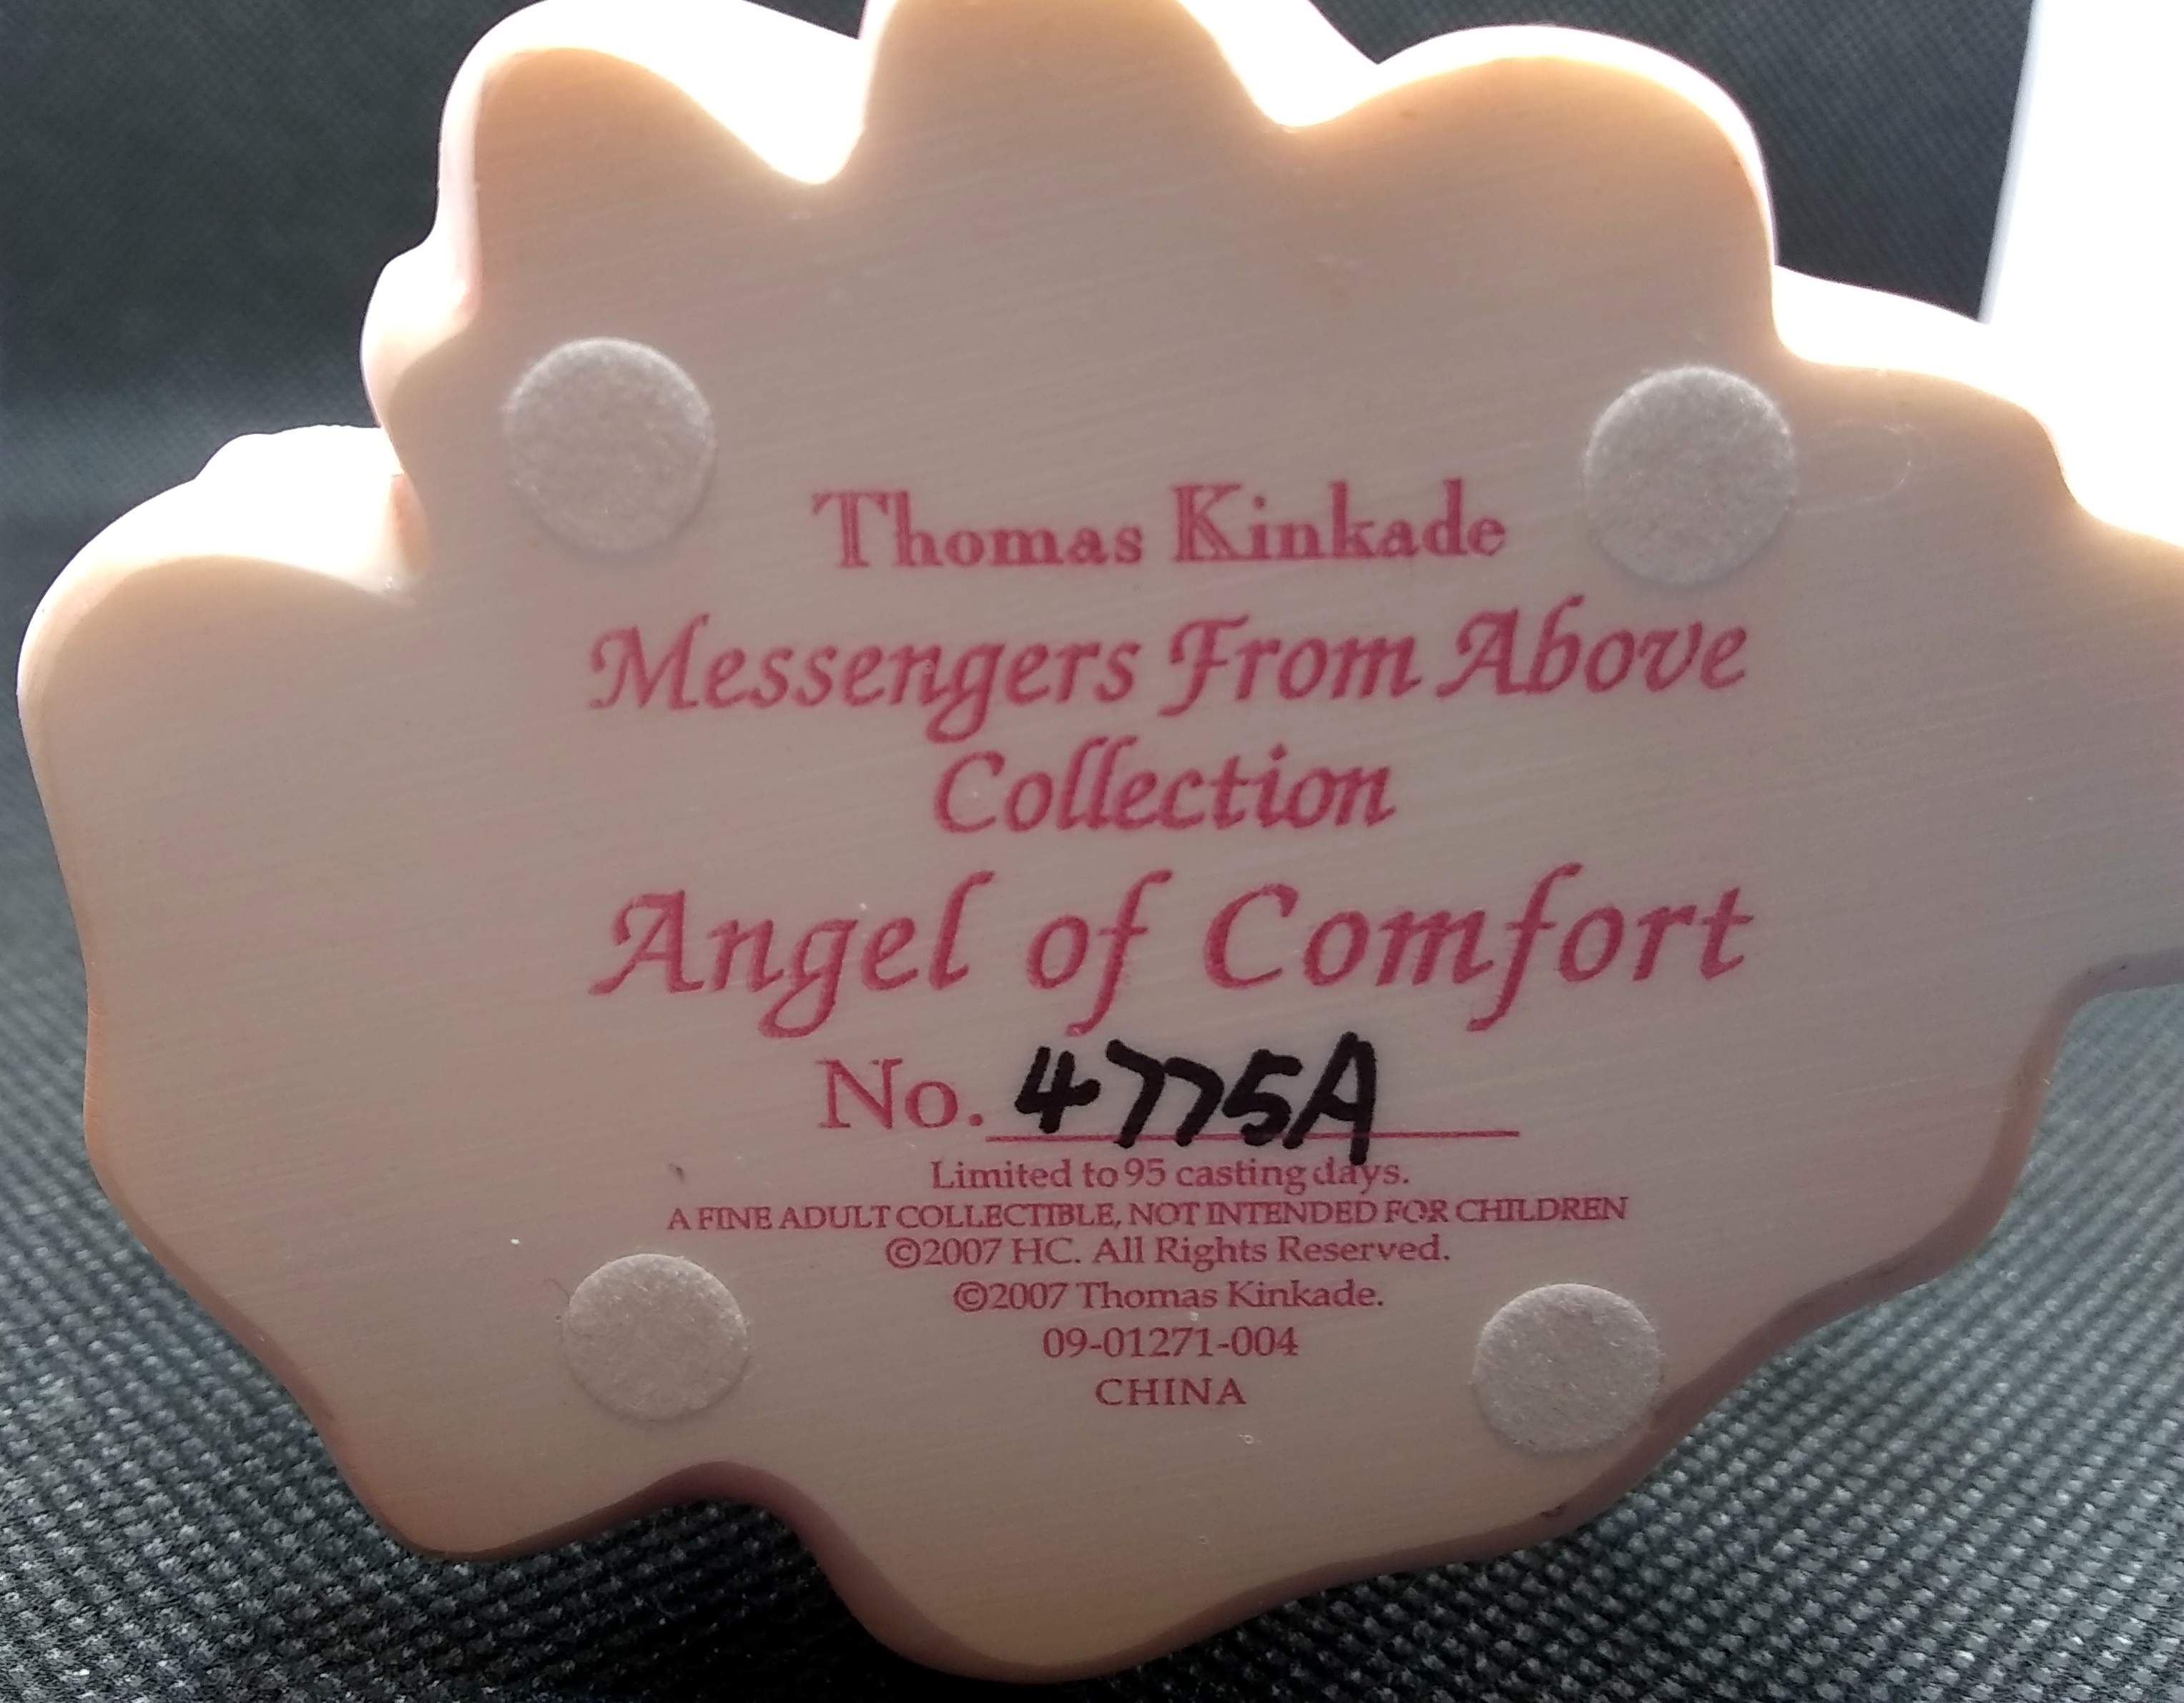 Thomas Kinkade
Messengers From Above
Collection
Angel of Comfort
No. 4775A
Limited to 95 casting days.
A FINE ADULT COLLECTIBLE, NOT INTENDED FOR CHILDREN
©2007 HC. All Rights Reserved.
©2007 Thomas Kinkade.
09-01271-004
CHINA